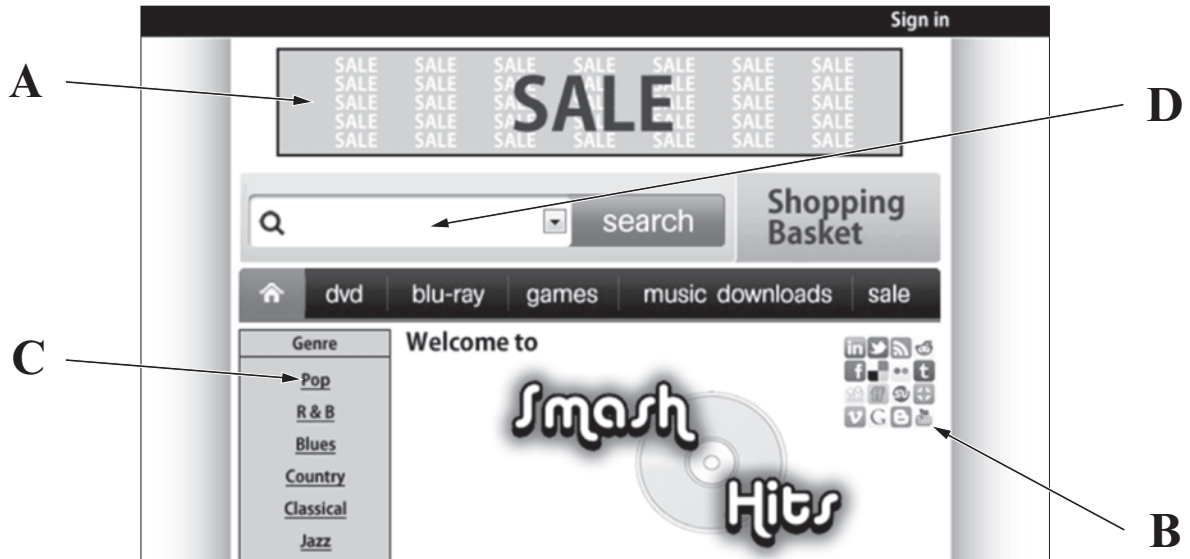 Sign in
A
SALE SALE SALE SALE SALE SALE SALE
SALE SALE SALE SALE SALE SALE SALE
SALE SALE SALE SALE SALE SALE SALE
SALE SALE SALE SALE SALE SALE SALE
SALE SALE SALE SALE SALE SALE SALE
SALE
D
search
Shopping
Basket
dvd blu-ray games music downloads sale
C
Genre
Pop
R & B
Blues
Country
Classical
Jazz
Welcome to
Smash
Hits
in
f t
v G B
B